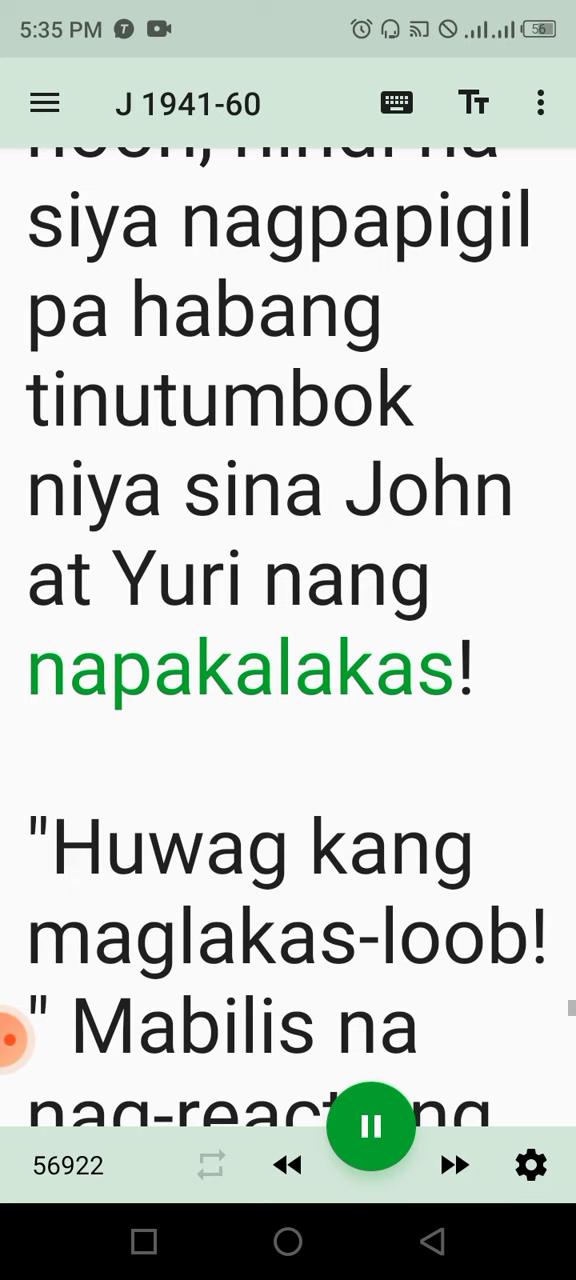 5:35 PM
56
J 1941-60
siya nagpapigil
pa habang
tinutumbok
niya sina John
at Yuri nang
napakalakas!
"Huwag kang
maglakas-loob!
" Mabilis na
56922